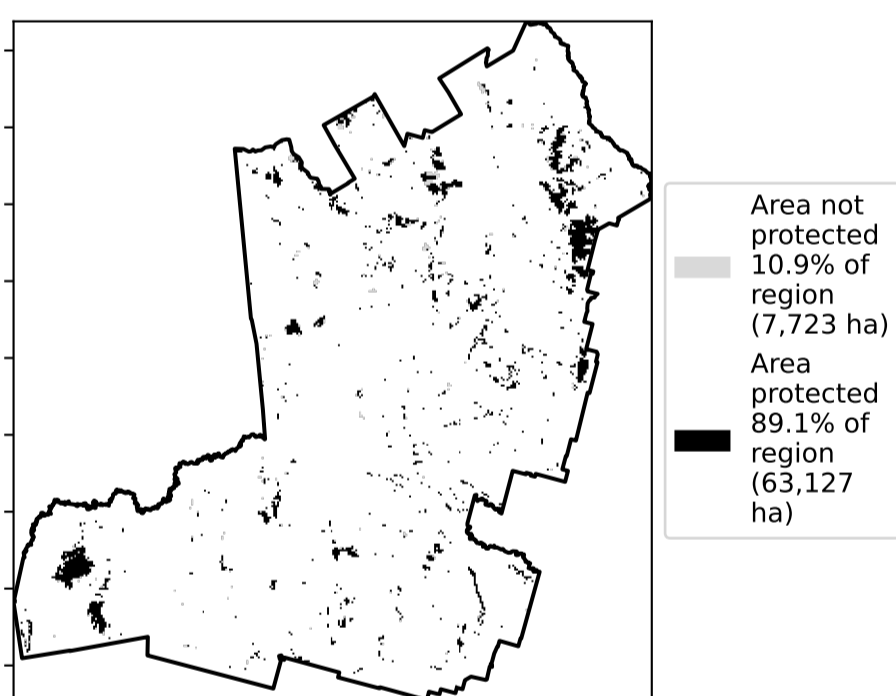 Area not
protected
10.9% of
region
(7,723 ha)
Area
protected
89.1% of
region
(63,127
ha)